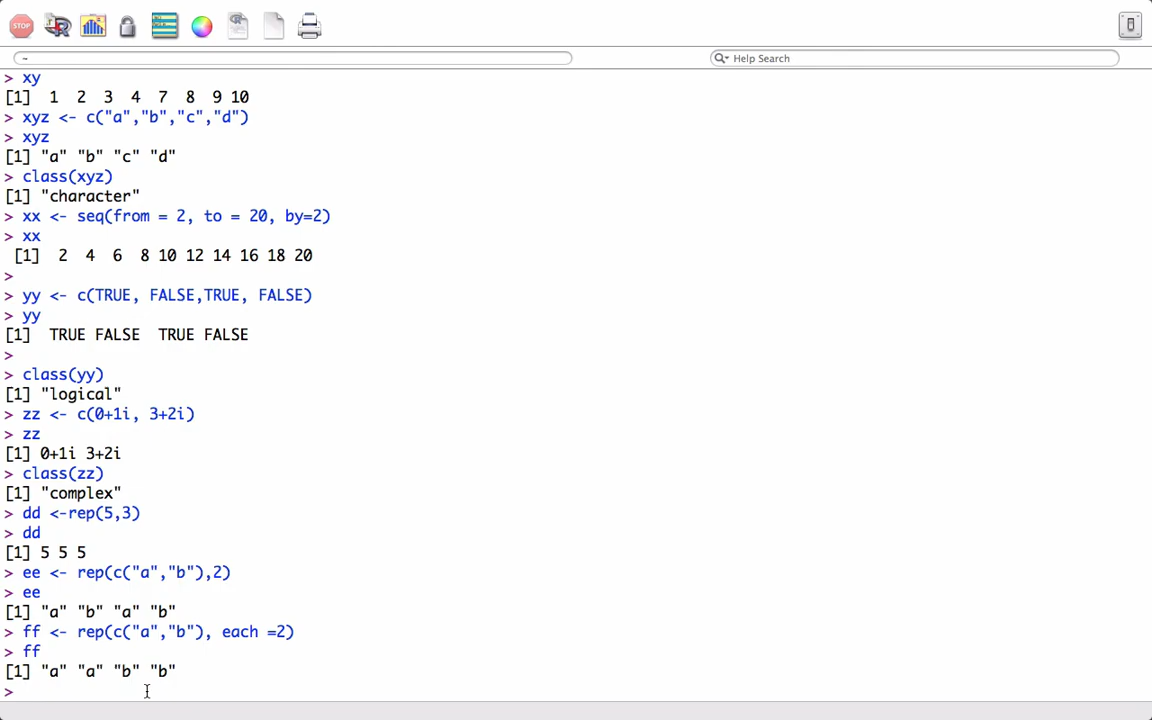 STOP
~
Help Search
> xy
[1]  1  2  3  4  7  8  9 10
> xyz <- c("a","b","c","d")
> xyz
[1] "a" "b" "c" "d"
> class(xyz)
[1] "character"
> xx <- seq(from = 2, to = 20, by=2)
> xx
 [1]  2  4  6  8 10 12 14 16 18 20
>
> yy <- c(TRUE, FALSE,TRUE, FALSE)
> yy
[1]  TRUE FALSE  TRUE FALSE
>
> class(yy)
[1] "logical"
> zz <- c(0+1i, 3+2i)
> zz
[1] 0+1i 3+2i
> class(zz)
[1] "complex"
> dd <-rep(5,3)
> dd
[1] 5 5 5
> ee <- rep(c("a","b"),2)
> ee
[1] "a" "b" "a" "b"
> ff <- rep(c("a","b"), each =2)
> ff
[1] "a" "a" "b" "b"
>